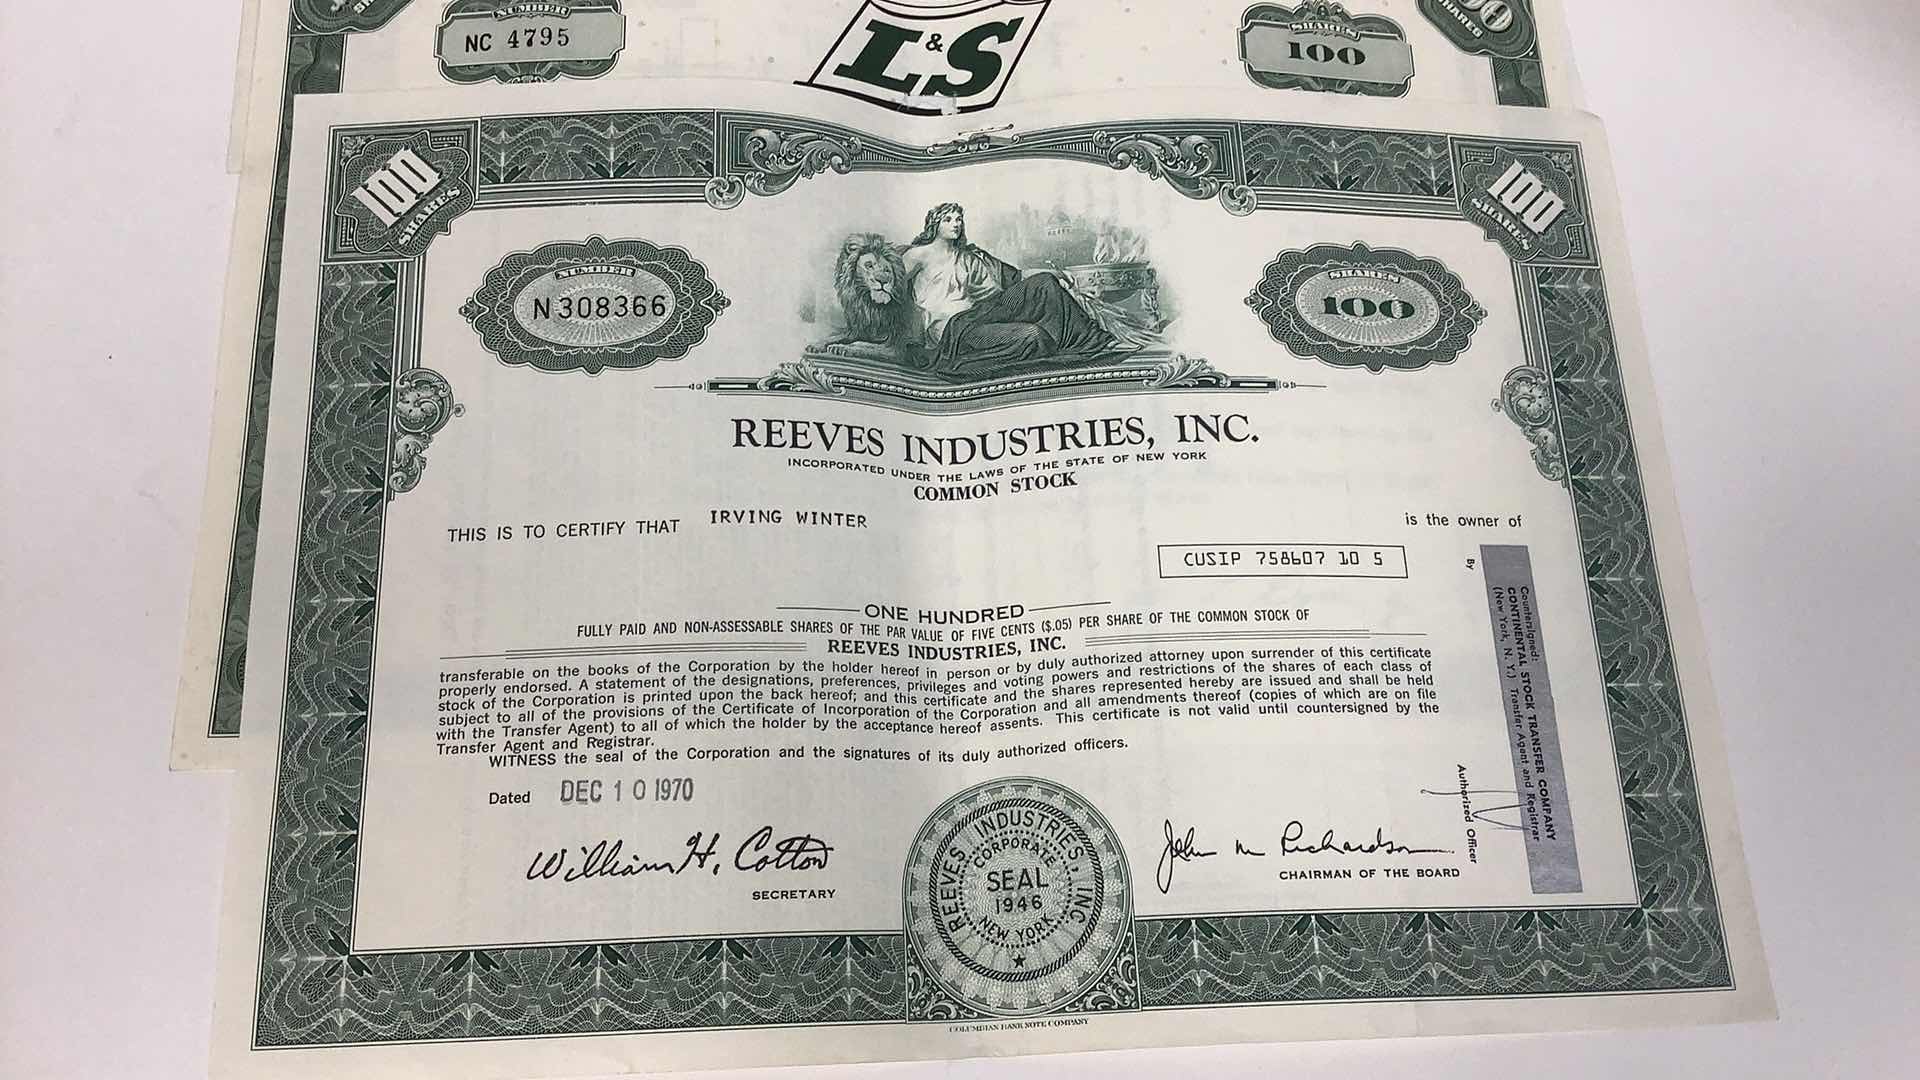 SHARES
NUMBER
NC 4795
L&S
SHARES
100
SHARES
100
SHARES
NUMBER
N308366
SHARES
100
100
SHARES
REEVES INDUSTRIES, INC.
INCORPORATED UNDER THE LAWS OF THE STATE OF NEW YORK
COMMON STOCK
THIS IS TO CERTIFY THAT IRVING WINTER is the owner of
CUSIP 758607 10 5
ONE HUNDRED
FULLY PAID AND NON-ASSESSABLE SHARES OF THE PAR VALUE OF FIVE CENTS ($.05) PER SHARE OF THE COMMON STOCK OF
REEVES INDUSTRIES, INC.
transferable on the books of the Corporation by the holder hereof in person or by duly authorized attorney upon surrender of this certificate
properly endorsed. A statement of the designations, preferences, privileges and voting powers and restrictions of the shares of each class of
stock of the Corporation is printed upon the back hereof; and this certificate and the shares represented hereby are issued and shall be held
subject to all of the provisions of the Certificate of Incorporation of the Corporation and all amendments thereof (copies of which are on file
with the Transfer Agent) to all of which the holder by the acceptance hereof assents. This certificate is not valid until countersigned by the
Transfer Agent and Registrar.
WITNESS the seal of the Corporation and the signatures of its duly authorized officers.
Dated DEC 10 1970
William H. Cotton
SECRETARY
REEVES INDUSTRIES, INC.
CORPORATE
SEAL
1946
NEW YORK
John M Richardson
CHAIRMAN OF THE BOARD
Countersigned:
CONTINENTAL STOCK TRANSFER COMPANY
(New York, N. Y.) Transfer Agent and Registrar
By
Authorized Officer
COLUMBIAN BANK NOTE COMPANY